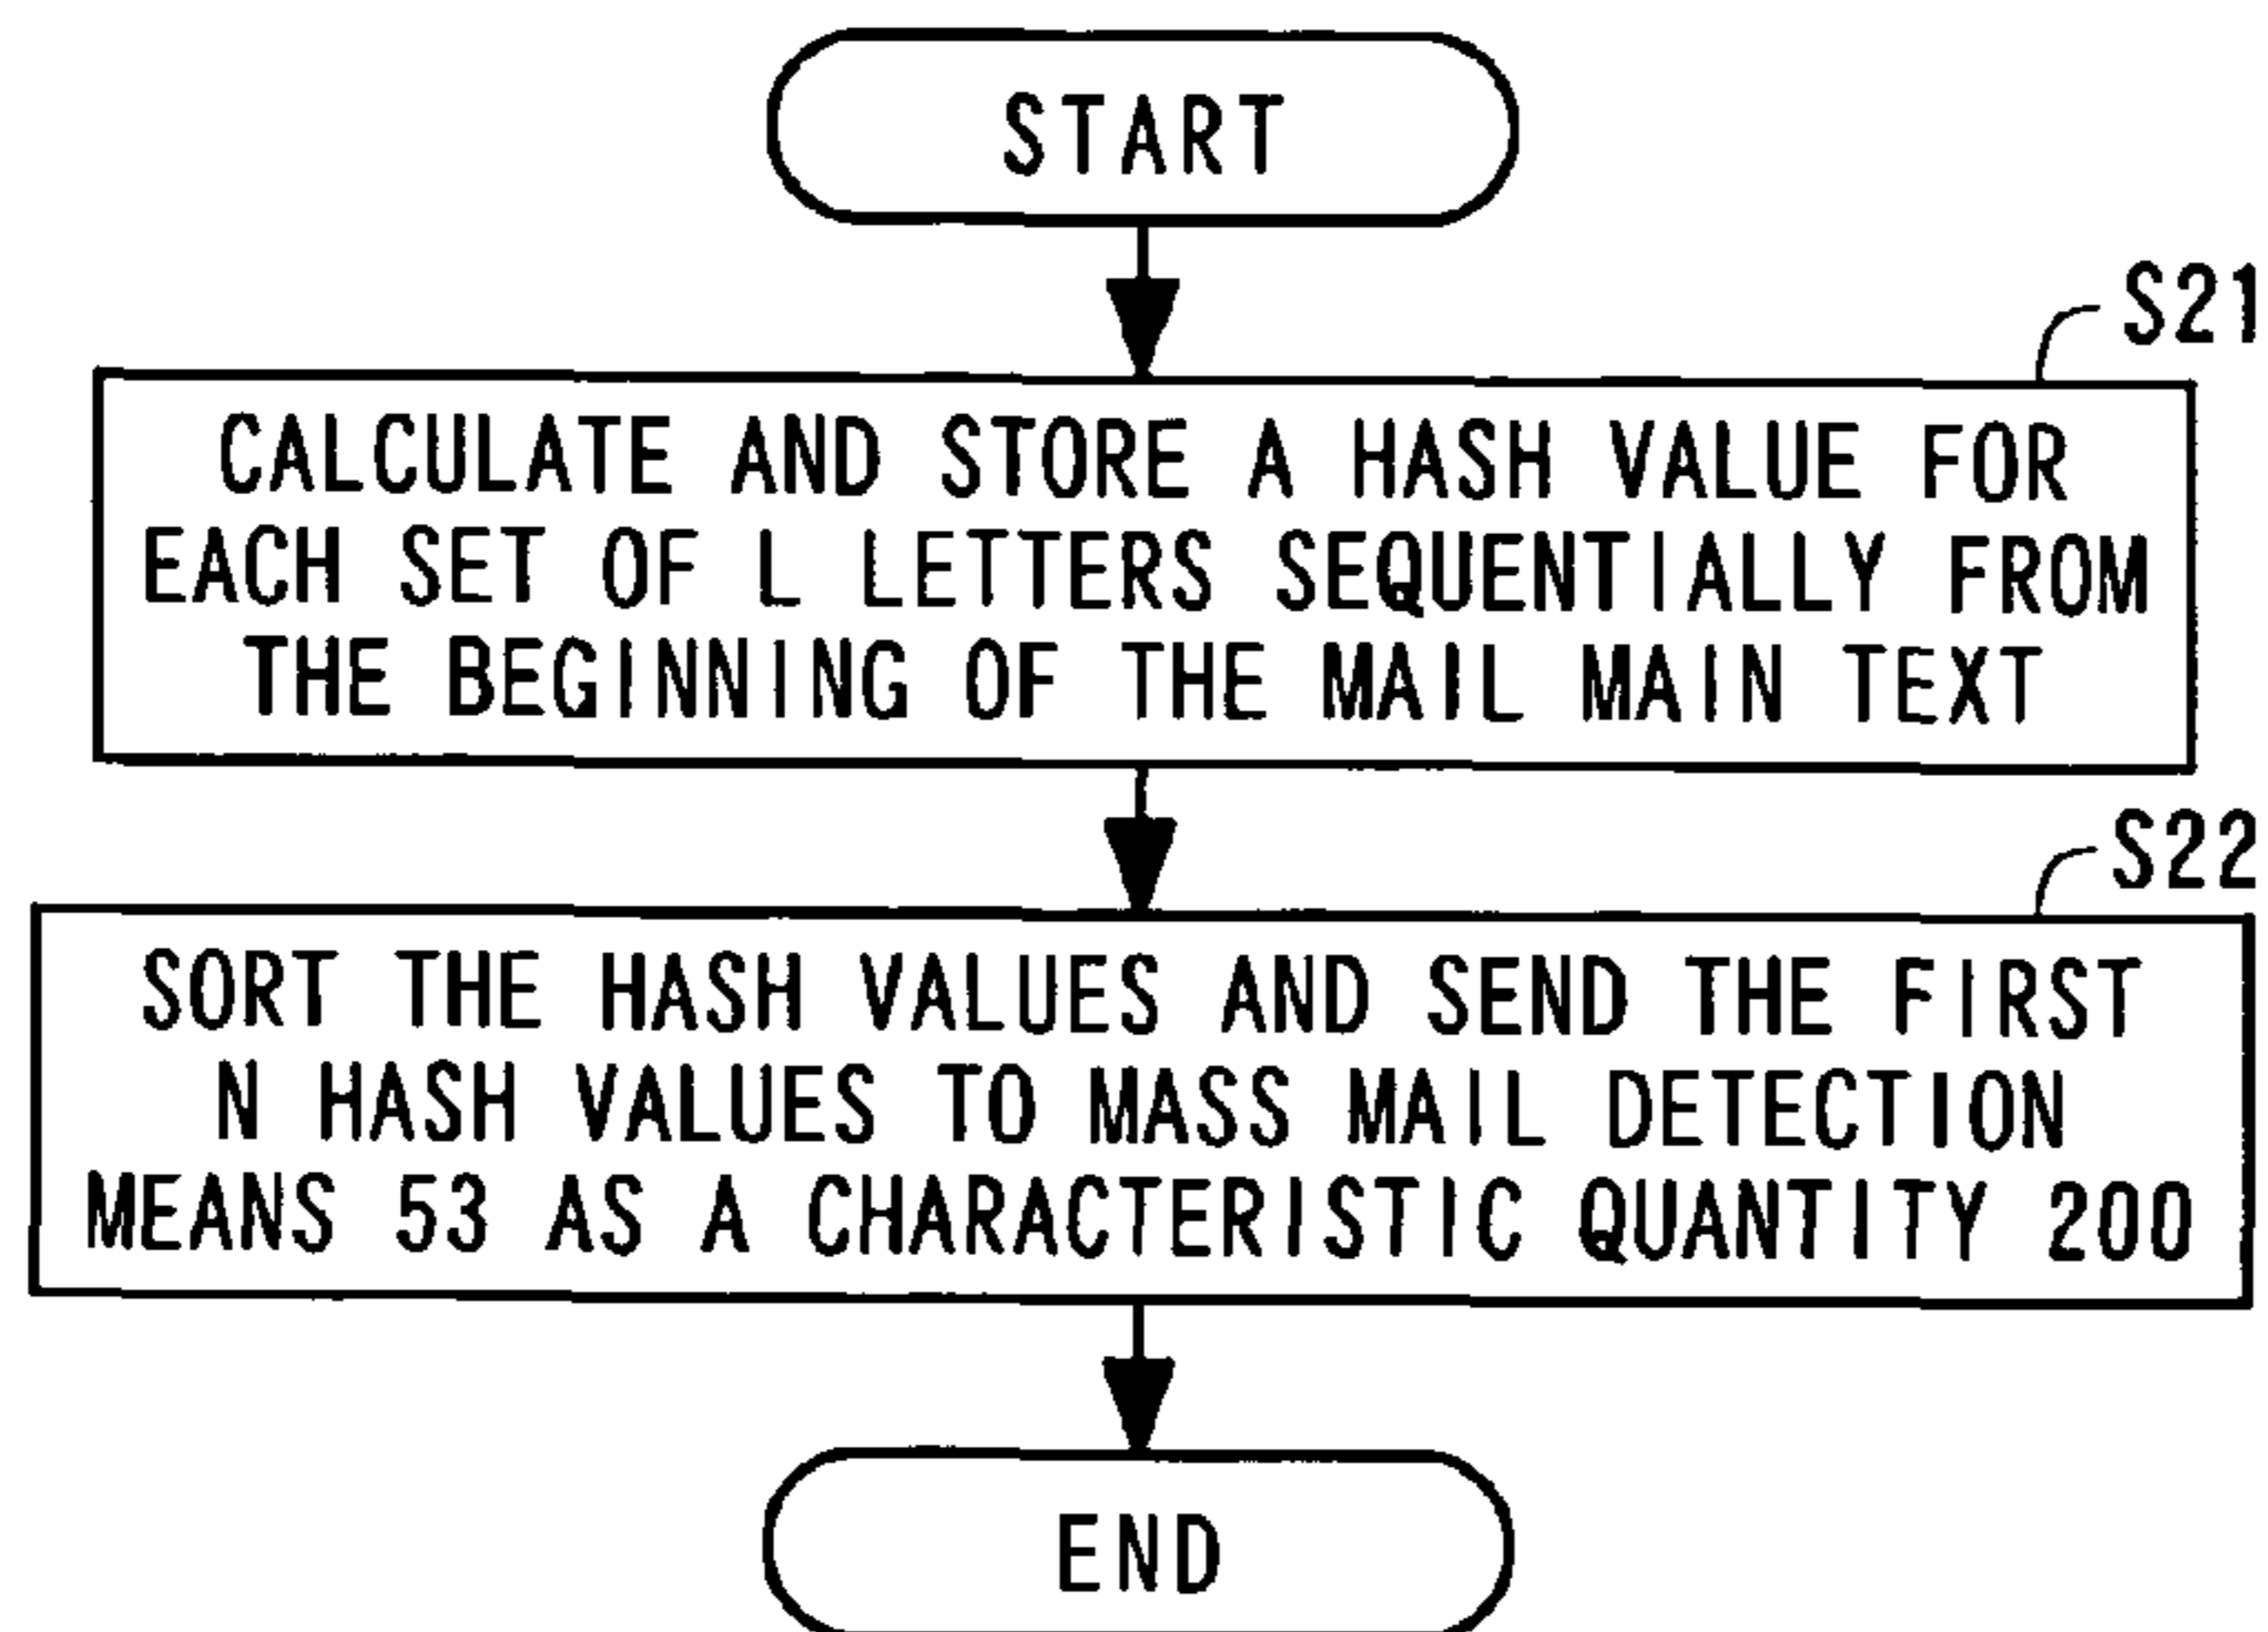 START
S21
CALCULATE AND STORE A HASH VALUE FOR
EACH SET OF L LETTERS SEQUENTIALLY FROM
THE BEGINNING OF THE MAIL MAIN TEXT
S22
SORT THE HASH VALUES AND SEND THE FIRST
N HASH VALUES TO MASS MAIL DETECTION
MEANS 53 AS A CHARACTERISTIC QUANTITY 200
END